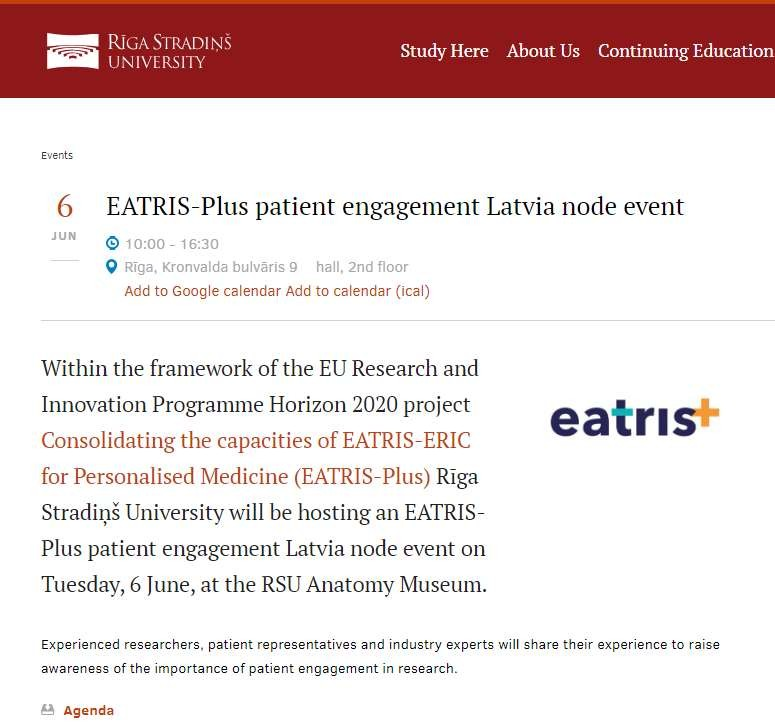 RĪGA STRADIŅŠ
UNIVERSITY
Study Here About Us Continuing Education
Events
6
JUN
EATRIS-Plus patient engagement Latvia node event
10:00 - 16:30
Rīga, Kronvalda bulvāris 9 hall, 2nd floor
Add to Google calendar Add to calendar (ical)
Within the framework of the EU Research and
Innovation Programme Horizon 2020 project
Consolidating the capacities of EATRIS-ERIC
for Personalised Medicine (EATRIS-Plus) Rīga
Stradiņš University will be hosting an EATRIS-
Plus patient engagement Latvia node event on
Tuesday, 6 June, at the RSU Anatomy Museum.
eatris+
Experienced researchers, patient representatives and industry experts will share their experience to raise
awareness of the importance of patient engagement in research.
Agenda